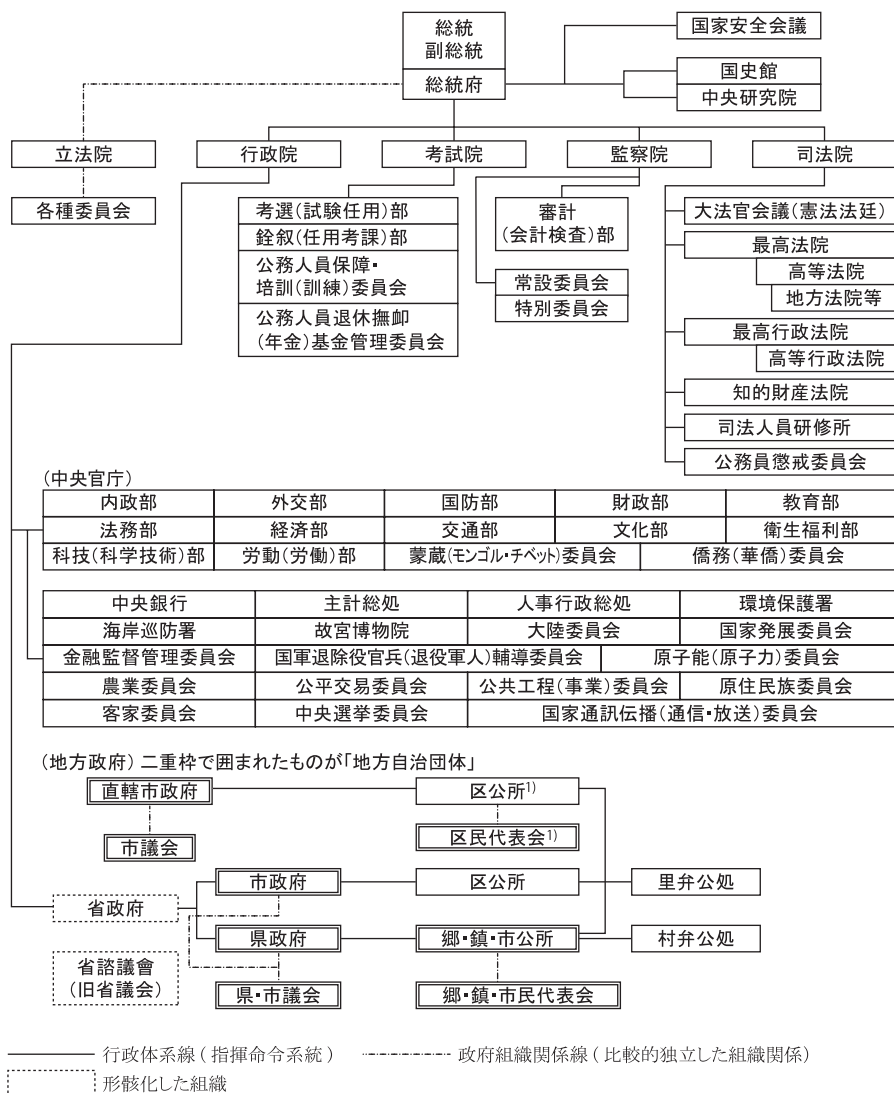 総統
副総統
総統府
国家安全会議
国史館
中央研究院
立法院
行政院
考試院
監察院
司法院
各種委員会
考選(試験任用)部
銓叙(任用考課)部
公務人員保障・
培訓(訓練)委員会
公務人員退休撫卹
(年金)基金管理委員会
審計
(会計検査)部
常設委員会
特別委員会
大法官会議(憲法法廷)
最高法院
高等法院
地方法院等
最高行政法院
高等行政法院
知的財産法院
司法人員研修所
公務員懲戒委員会
(中央官庁)
内政部 外交部 国防部 財政部 教育部
法務部 経済部 交通部 文化部 衛生福利部
科技(科学技術)部 労動(労働)部 蒙蔵(モンゴル・チベット)委員会 僑務(華僑)委員会
中央銀行 主計総処 人事行政総処 環境保護署
海岸巡防署 故宮博物院 大陸委員会 国家発展委員会
金融監督管理委員会 国軍退除役官兵(退役軍人)輔導委員会 原子能(原子力)委員会
農業委員会 公平交易委員会 公共工程(事業)委員会 原住民族委員会
客家委員会 中央選挙委員会 国家通訊伝播(通信・放送)委員会
(地方政府) 二重枠で囲まれたものが「地方自治団体」
直轄市政府 区公所1)
市議会 区民代表会1)
市政府 区公所 里弁公処
省政府
県政府 郷・鎮・市公所 村弁公処
省諮議會
(旧省議会)
県・市議会 郷・鎮・市民代表会
行政体系線(指揮命令系統) 政府組織関係線(比較的独立した組織関係)
形骸化した組織